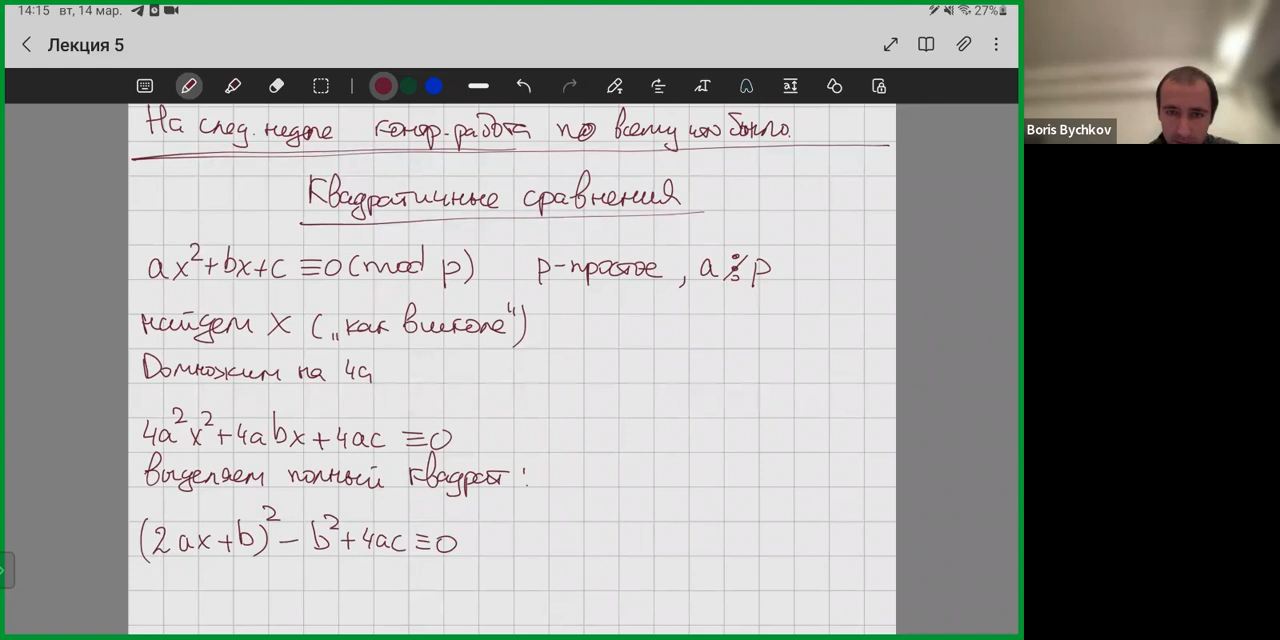 14:15 вт, 14 мар. 27%
Лекция 5
На след. неделе контр. работа по всему что было.
Квадратичные сравнения
ax²+bx+c ≡0 (mod p) p-простое, a ⋮̸ p
найдем x („как в школе“)
Домножим на 4a
4a²x²+4abx+4ac ≡0
выделяем полный квадрат:
(2ax+b)² − b²+4ac ≡0
Boris Bychkov